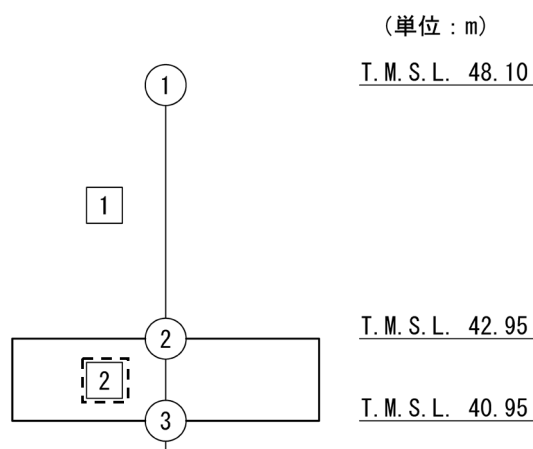 (単位：m)
① T.M.S.L. 48.10
1
② T.M.S.L. 42.95
2
③ T.M.S.L. 40.95